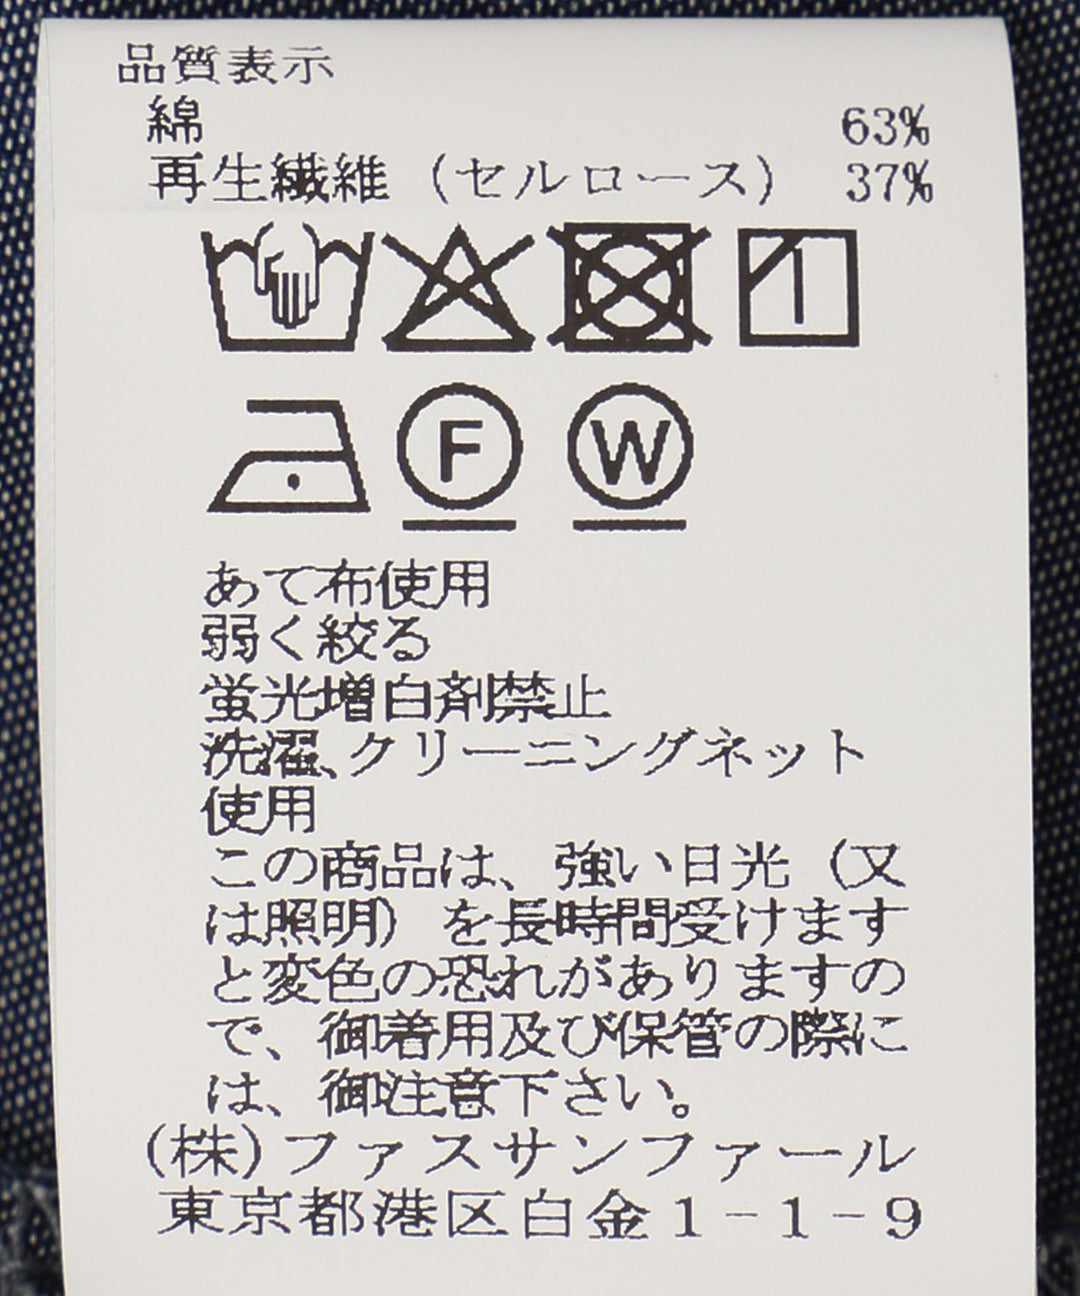 品質表示
綿 63%
再生繊維（セルロース） 37%
F W
あて布使用
弱く絞る
蛍光増白剤禁止
洗濯、クリーニングネット
使用
この商品は、強い日光（又
は照明）を長時間受けます
と変色の恐れがありますの
で、御着用及び保管の際に
は、御注意下さい。
(株)ファスサンファール
東京都港区白金1-1-9